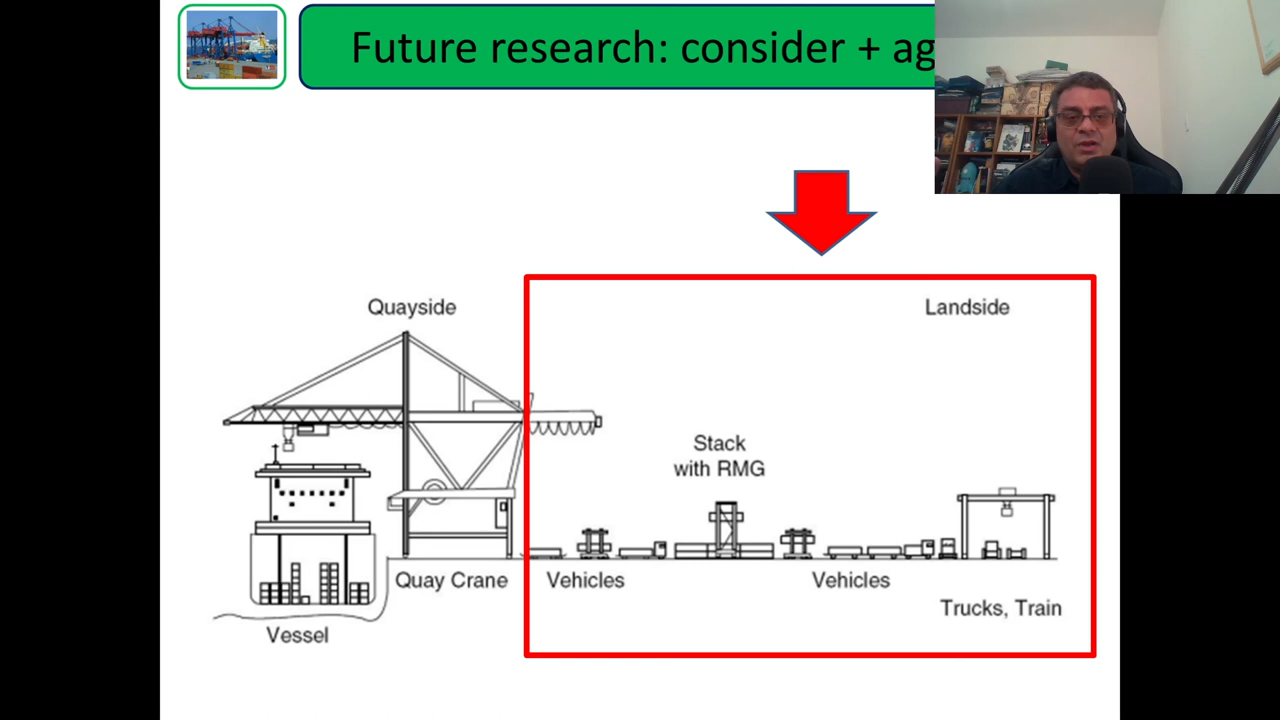 Future research: consider + ag
Quayside
Landside
Stack
with RMG
Quay Crane
Vehicles
Vehicles
Trucks, Train
Vessel